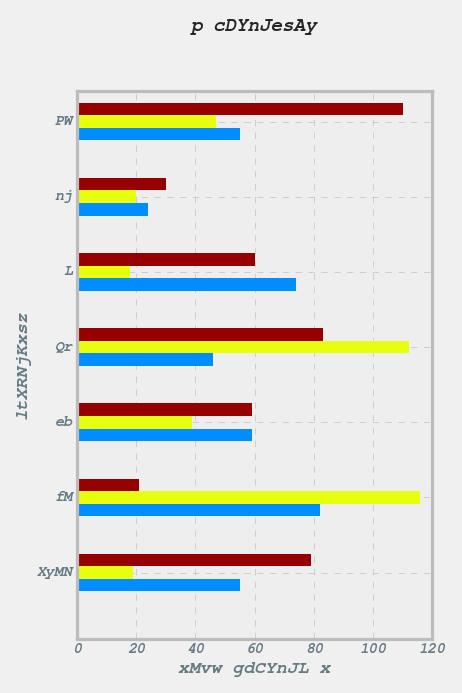 p cDYnJesAy
PW
nj
L
Qr
eb
fM
XyMN
ltXRNjKxsz
0 20 40 60 80 100 120
xMvw gdCYnJL x